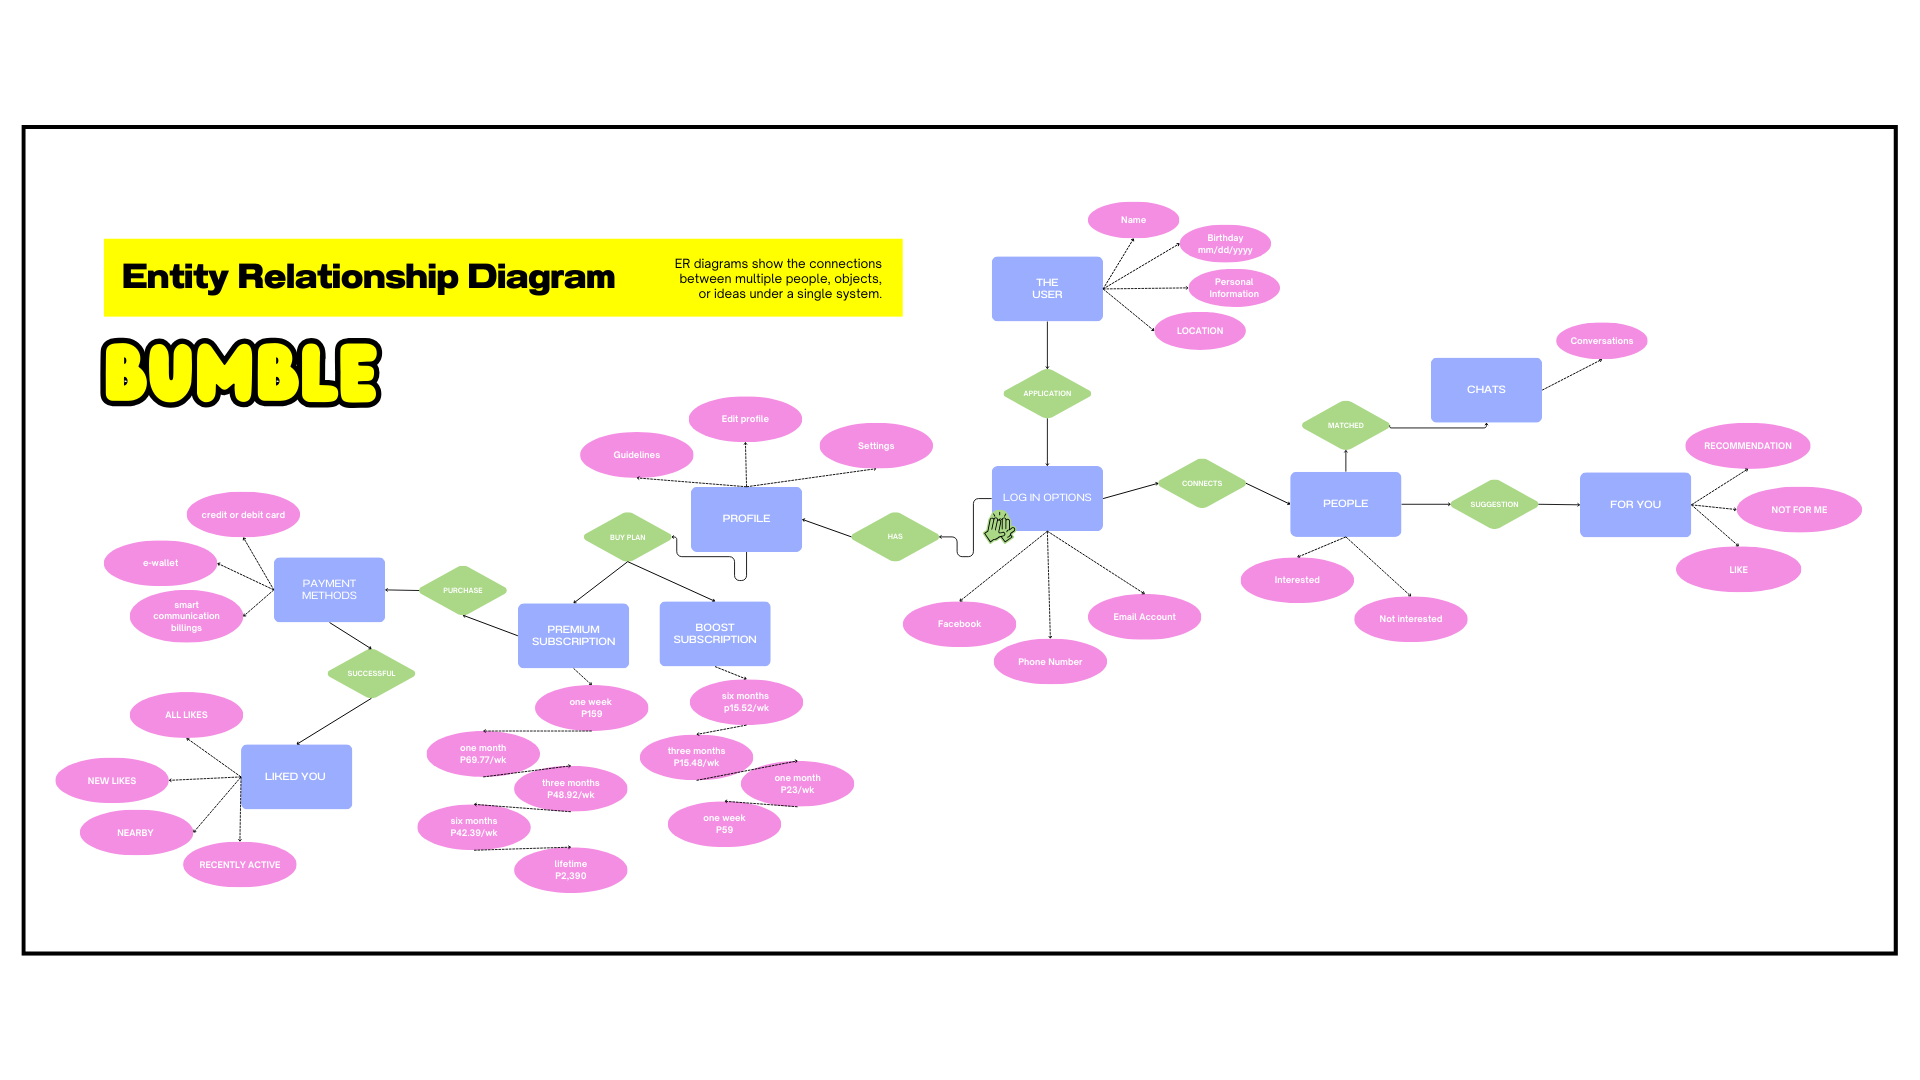 Entity Relationship Diagram
ER diagrams show the connections
between multiple people, objects,
or ideas under a single system.
BUMBLE
Name
Birthday
mm/dd/yyyy
THE
USER
Personal
Information
LOCATION
APPLICATION
Conversations
CHATS
MATCHED
Edit profile
Guidelines
Settings
RECOMMENDATION
LOG IN OPTIONS
CONNECTS
PEOPLE
SUGGESTION
FOR YOU
NOT FOR ME
LIKE
PROFILE
BUY PLAN
HAS
Interested
Not interested
Facebook
Phone Number
Email Account
credit or debit card
e-wallet
smart
communication
billings
PAYMENT
METHODS
PURCHASE
PREMIUM
SUBSCRIPTION
BOOST
SUBSCRIPTION
SUCCESSFUL
one week
P159
one month
P69.77/wk
three months
P48.92/wk
six months
P42.39/wk
lifetime
P2,390
six months
p15.52/wk
three months
P15.48/wk
one month
P23/wk
one week
P59
ALL LIKES
NEW LIKES
LIKED YOU
NEARBY
RECENTLY ACTIVE